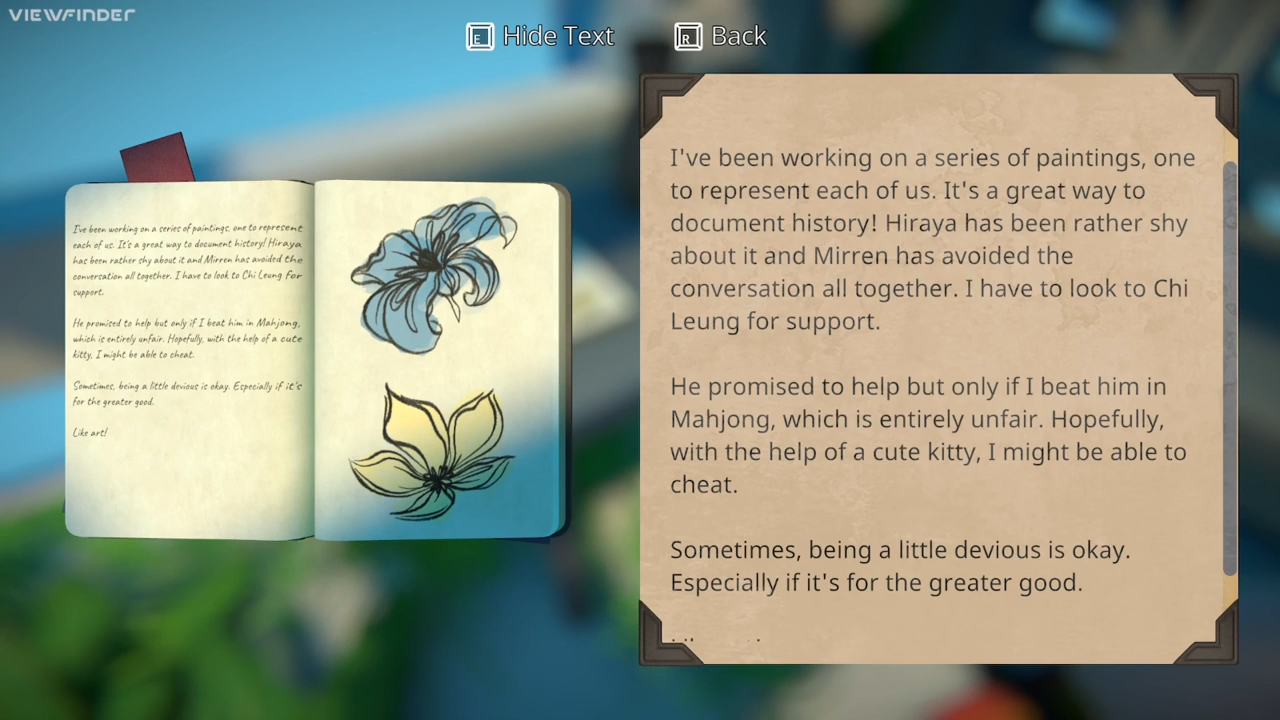 VIEWFINDER
E Hide Text
R Back
I've been working on a series of paintings, one to represent
each of us. It's a great way to document history! Hiraya
has been rather shy about it and Mirren has avoided the
conversation all together. I have to look to Chi Leung for
support.
He promised to help but only if I beat him in Mahjong,
which is entirely unfair. Hopefully, with the help of a cute
kitty, I might be able to cheat.
Sometimes, being a little devious is okay. Especially if it's
for the greater good.
Like art!
I've been working on a series of paintings, one
to represent each of us. It's a great way to
document history! Hiraya has been rather shy
about it and Mirren has avoided the
conversation all together. I have to look to Chi
Leung for support.
He promised to help but only if I beat him in
Mahjong, which is entirely unfair. Hopefully,
with the help of a cute kitty, I might be able to
cheat.
Sometimes, being a little devious is okay.
Especially if it's for the greater good.